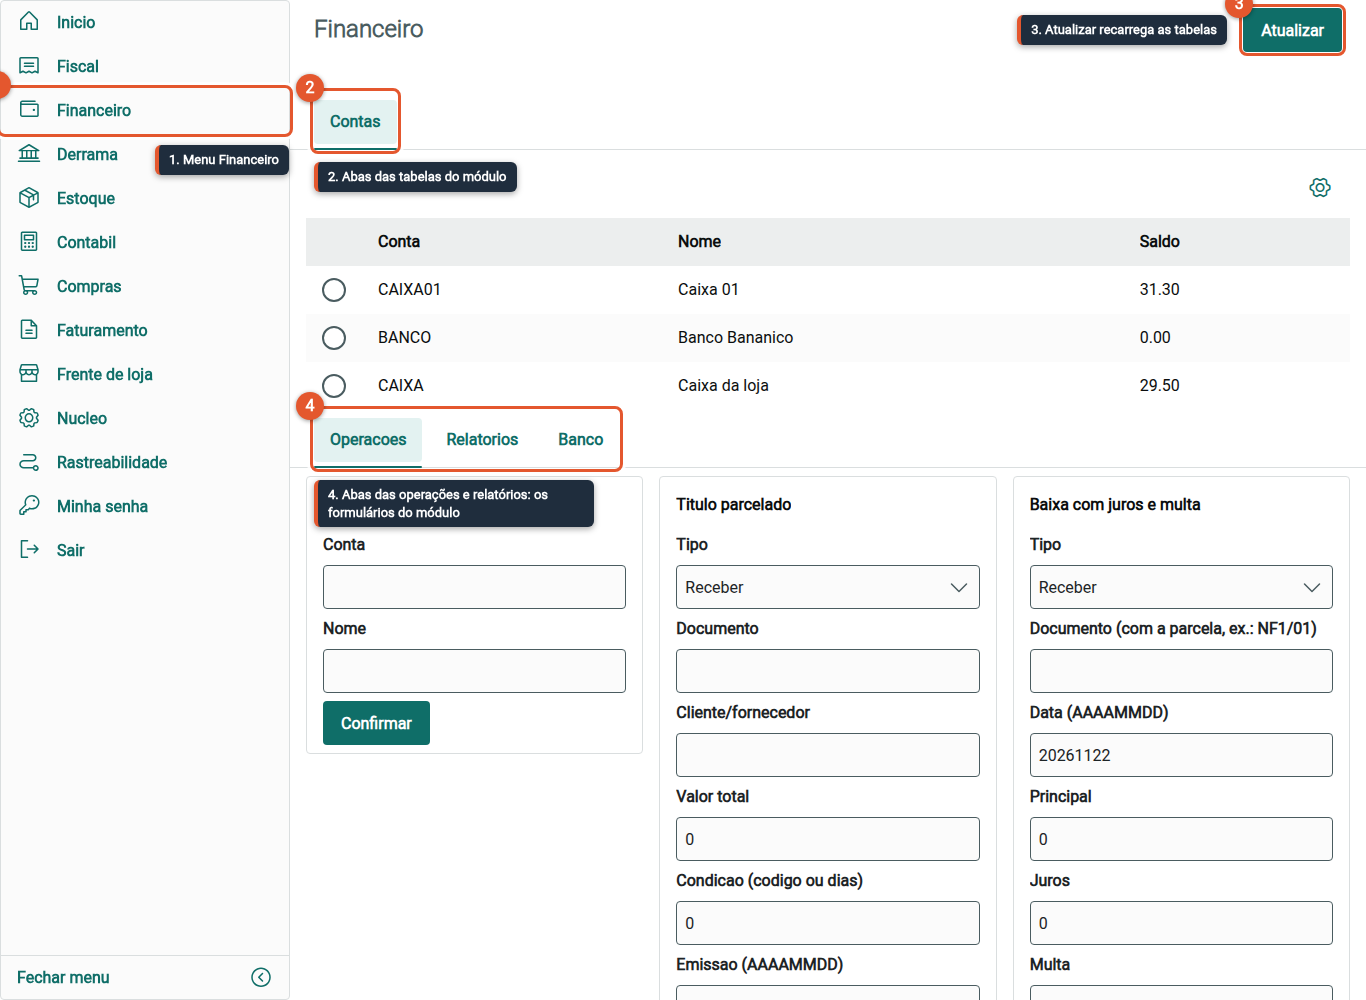 Inicio
Fiscal
Financeiro
Derrama
1. Menu Financeiro
Estoque
Contabil
Compras
Faturamento
Frente de loja
Nucleo
Rastreabilidade
Minha senha
Sair
Fechar menu
Financeiro
3. Atualizar recarrega as tabelas
3
Atualizar
2
Contas
2. Abas das tabelas do módulo
Conta Nome Saldo
CAIXA01 Caixa 01 31.30
BANCO Banco Bananico 0.00
CAIXA Caixa da loja 29.50
4
Operacoes Relatorios Banco
4. Abas das operações e relatórios: os
formulários do módulo
Conta
Nome
Confirmar
Titulo parcelado
Tipo
Receber
Documento
Cliente/fornecedor
Valor total
0
Condicao (codigo ou dias)
0
Emissao (AAAAMMDD)
Baixa com juros e multa
Tipo
Receber
Documento (com a parcela, ex.: NF1/01)
Data (AAAAMMDD)
20261122
Principal
0
Juros
0
Multa